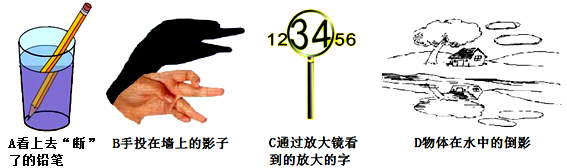 12 34 56
A看上去“断”
了的铅笔
B手投在墙上的影子
C通过放大镜看
到的放大的字
D物体在水中的倒影